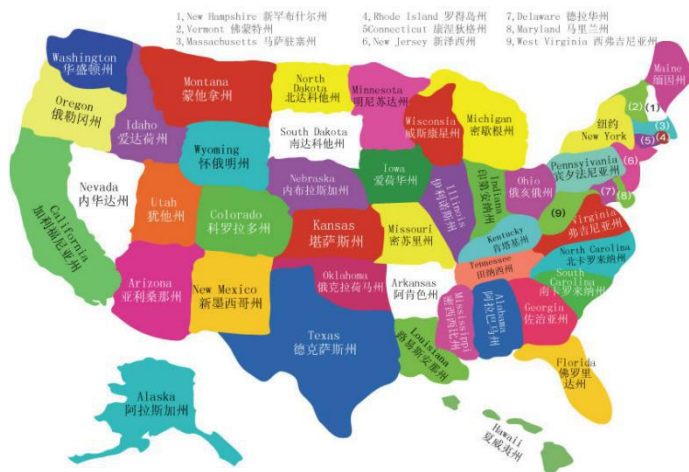 1,New Hampshire 新罕布什尔州
2,Vermont 佛蒙特州
3,Massachusetts 马萨驻塞州
4,Rhode Island 罗得岛州
5Connecticut 康涅狄格州
6,New Jersey 新泽西州
7,Delaware 德拉华州
8,Maryland 马里兰州
9,West Virginia 西弗吉尼亚州
Washington
华盛顿州
Oregon
俄勒冈州
California
加利福尼亚州
Nevada
内华达州
Idaho
爱达荷州
Montana
蒙他拿州
Wyoming
怀俄明州
Utah
犹他州
Colorado
科罗拉多州
Arizona
亚利桑那州
New Mexico
新墨西哥州
North
Dakota
北达科他州
South Dakota
南达科他州
Nebraska
内布拉斯加州
Kansas
堪萨斯州
Oklahoma
俄克拉荷马州
Texas
德克萨斯州
Minnesota
明尼苏达州
Iowa
爱荷华州
Missouri
密苏里州
Arkansas
阿肯色州
Louisiana
路易斯安那州
Wisconsia
威斯康星州
Illinois
伊利诺斯州
Michigan
密歇根州
Indiana
印第安纳州
Ohio
俄亥俄州
Kentucky
肯塔基州
Tennessee
田纳西州
Mississippi
密西西比州
Alabama
阿拉巴马州
Georgia
佐治亚州
Florida
佛罗里
达州
South
Carolina
南卡罗来纳州
North Carolina
北卡罗来纳州
Virginia
弗吉尼亚州
Pennsyivania
宾夕法尼亚州
纽约
New York
Maine
缅因州
(1)
(2)
(3)
(4)
(5)
(6)
(7)
(8)
(9)
Alaska
阿拉斯加州
Hawaii
夏威夷州